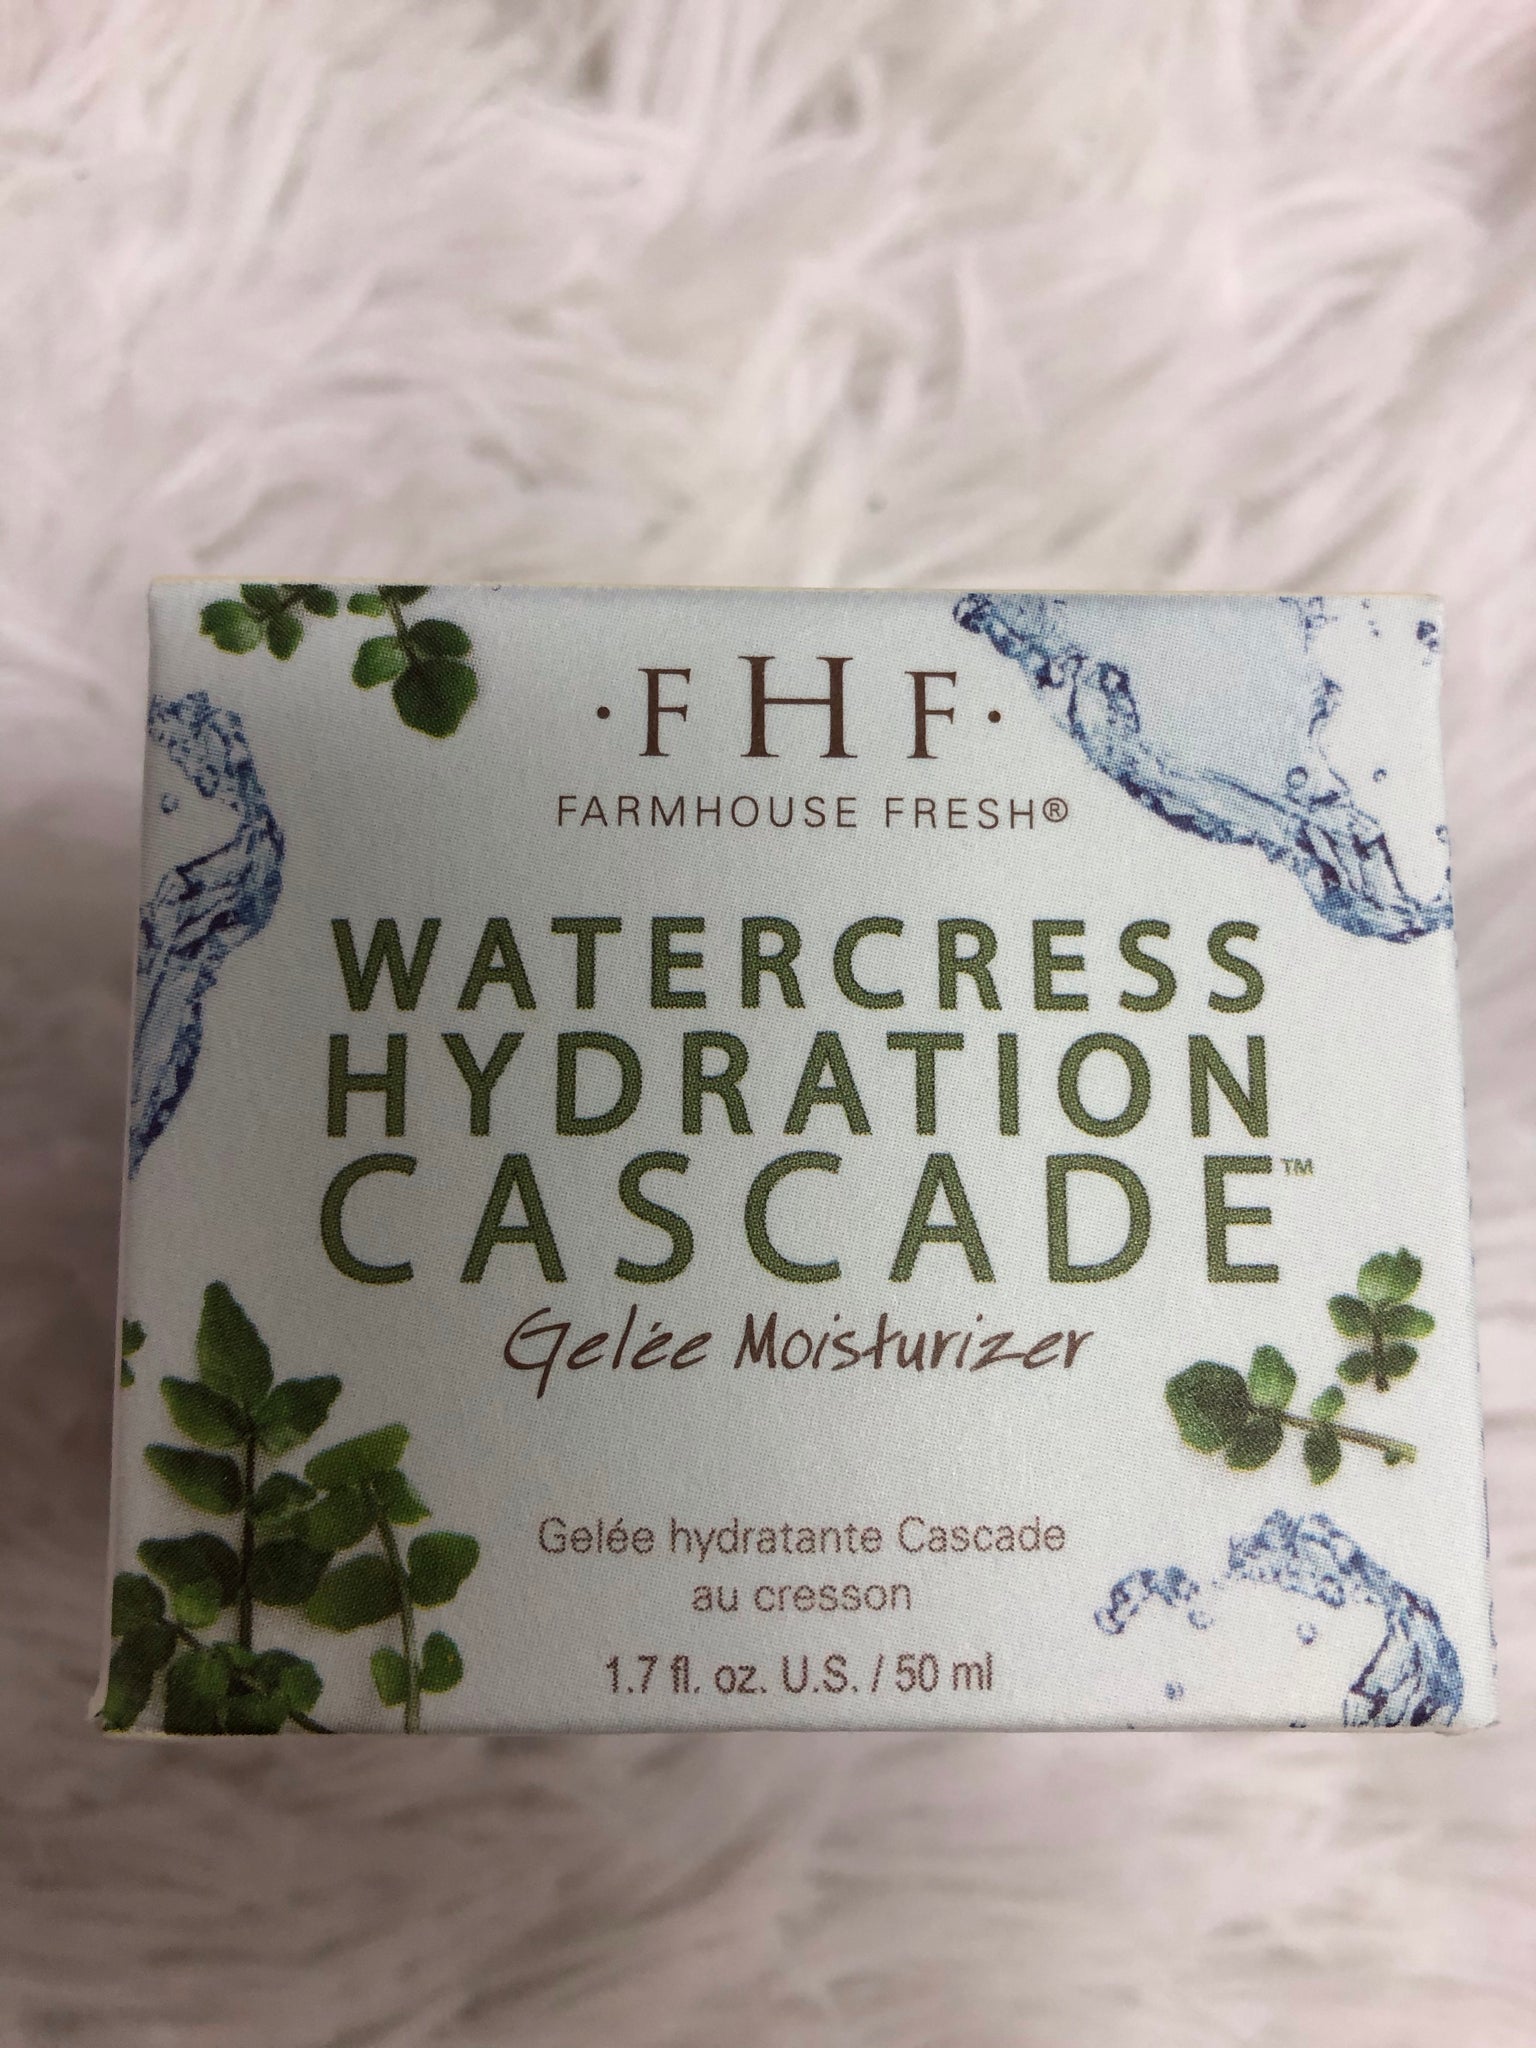 ·FHF·
FARMHOUSE FRESH®
WATERCRESS
HYDRATION
CASCADE™
Gelée Moisturizer
Gelée hydratante Cascade
au cresson
1.7 fl. oz. U.S. / 50 ml